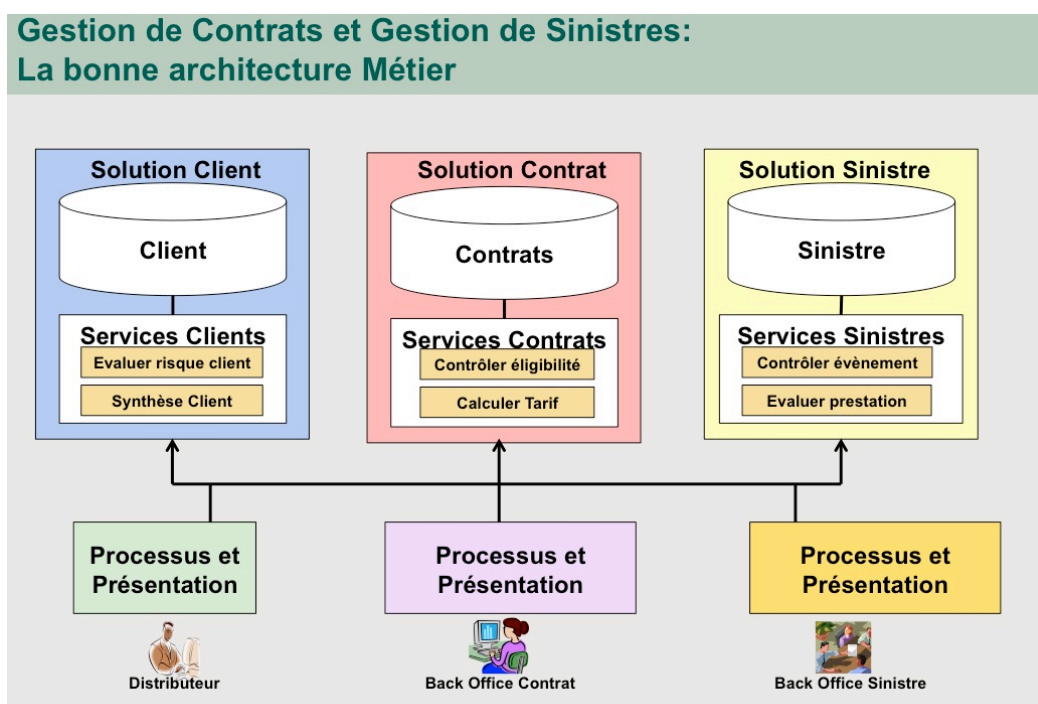 Gestion de Contrats et Gestion de Sinistres:
La bonne architecture Métier
Solution Client
Client
Services Clients
Evaluer risque client
Synthèse Client
Solution Contrat
Contrats
Services Contrats
Contrôler éligibilité
Calculer Tarif
Solution Sinistre
Sinistre
Services Sinistres
Contrôler évènement
Evaluer prestation
Processus et
Présentation
Distributeur
Processus et
Présentation
Back Office Contrat
Processus et
Présentation
Back Office Sinistre